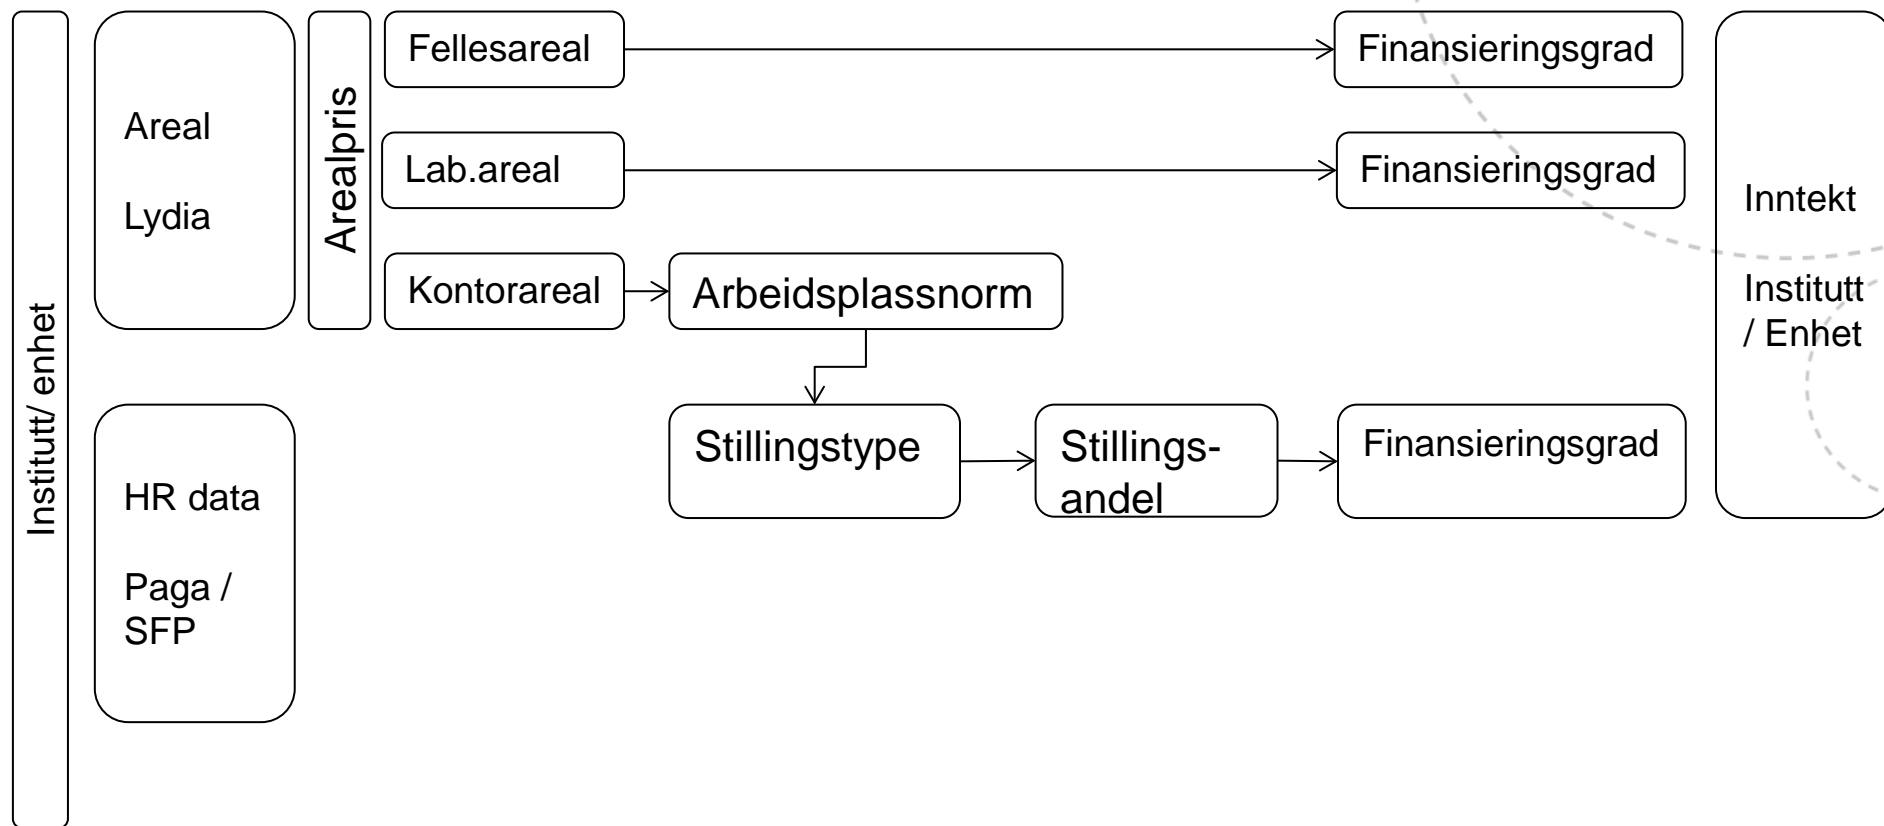 Institutt/ enhet
Areal
Lydia
Arealpris
Fellesareal
Finansieringsgrad
Lab.areal
Finansieringsgrad
Kontorareal
Arbeidsplassnorm
Inntekt
Institutt
/ Enhet
HR data
Paga /
SFP
Stillingstype
Stillings-
andel
Finansieringsgrad